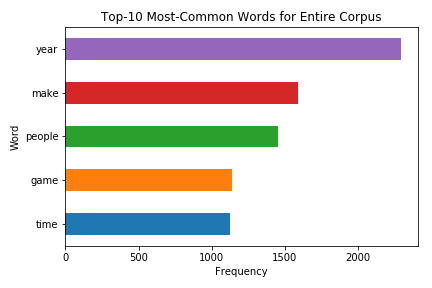 Top-10 Most-Common Words for Entire Corpus
year
make
people
game
time
Word
0 500 1000 1500 2000
Frequency